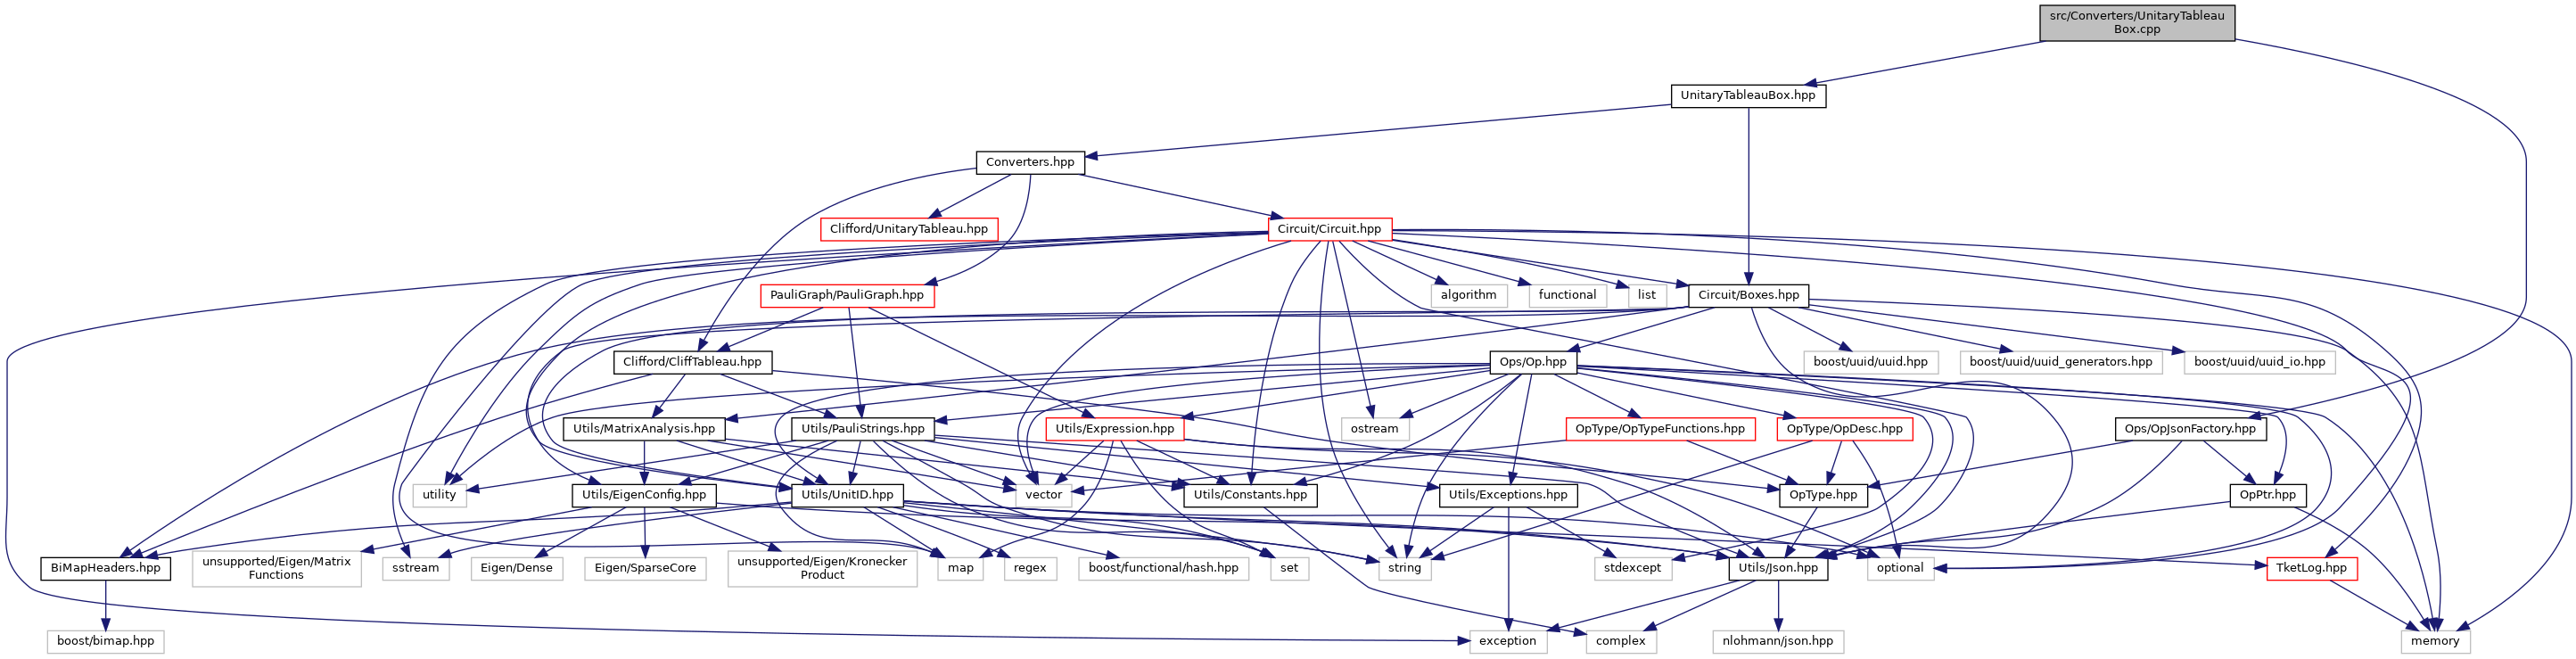 src/Converters/UnitaryTableau
Box.cpp
UnitaryTableauBox.hpp
Converters.hpp
Clifford/UnitaryTableau.hpp
Circuit/Circuit.hpp
PauliGraph/PauliGraph.hpp
algorithm
functional
list
Circuit/Boxes.hpp
Clifford/CliffTableau.hpp
Ops/Op.hpp
boost/uuid/uuid.hpp
boost/uuid/uuid_generators.hpp
boost/uuid/uuid_io.hpp
Utils/MatrixAnalysis.hpp
Utils/PauliStrings.hpp
Utils/Expression.hpp
ostream
OpType/OpTypeFunctions.hpp
OpType/OpDesc.hpp
Ops/OpJsonFactory.hpp
utility
Utils/EigenConfig.hpp
Utils/UnitID.hpp
vector
Utils/Constants.hpp
Utils/Exceptions.hpp
OpType.hpp
OpPtr.hpp
BiMapHeaders.hpp
unsupported/Eigen/Matrix
Functions
sstream
Eigen/Dense
Eigen/SparseCore
unsupported/Eigen/Kronecker
Product
map
regex
boost/functional/hash.hpp
set
string
stdexcept
Utils/Json.hpp
optional
TketLog.hpp
boost/bimap.hpp
exception
complex
nlohmann/json.hpp
memory